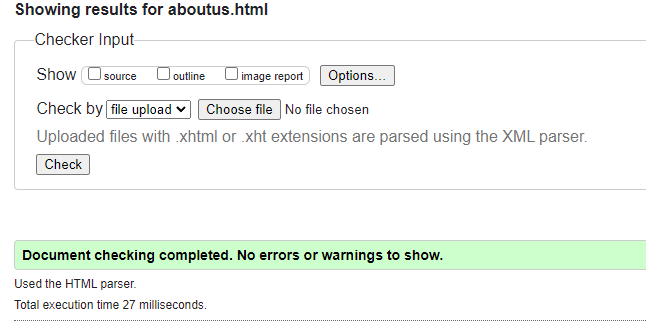 Showing results for aboutus.html
Checker Input
Show source outline image report Options...
Check by file upload Choose file No file chosen
Uploaded files with .xhtml or .xht extensions are parsed using the XML parser.
Check
Document checking completed. No errors or warnings to show.
Used the HTML parser.
Total execution time 27 milliseconds.